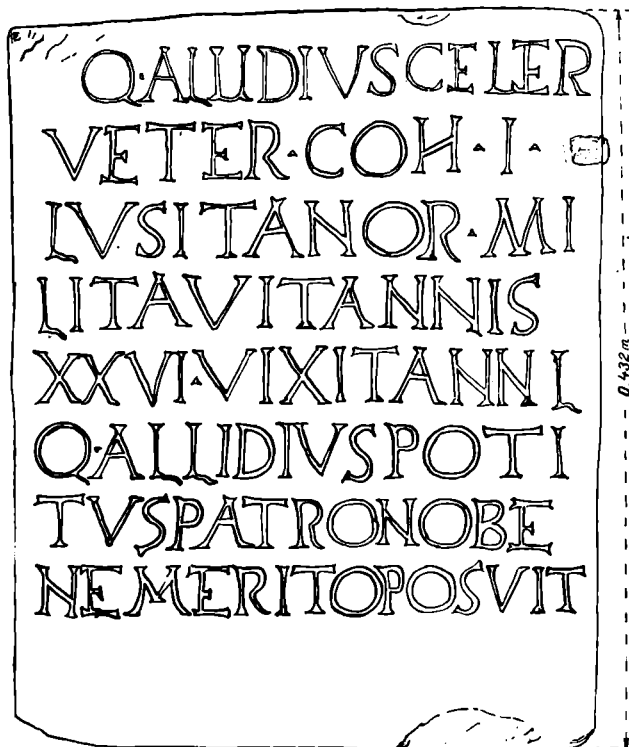 Q·ALLIDIVSCELER
VETER·COH·I·
LVSITANOR·MI
LITAVITANNIS
XXVI·VIXITANNL
Q·ALLIDIVSPOTI
TVSPATRONOBE
NEMERITOPOSVIT
0.432 m